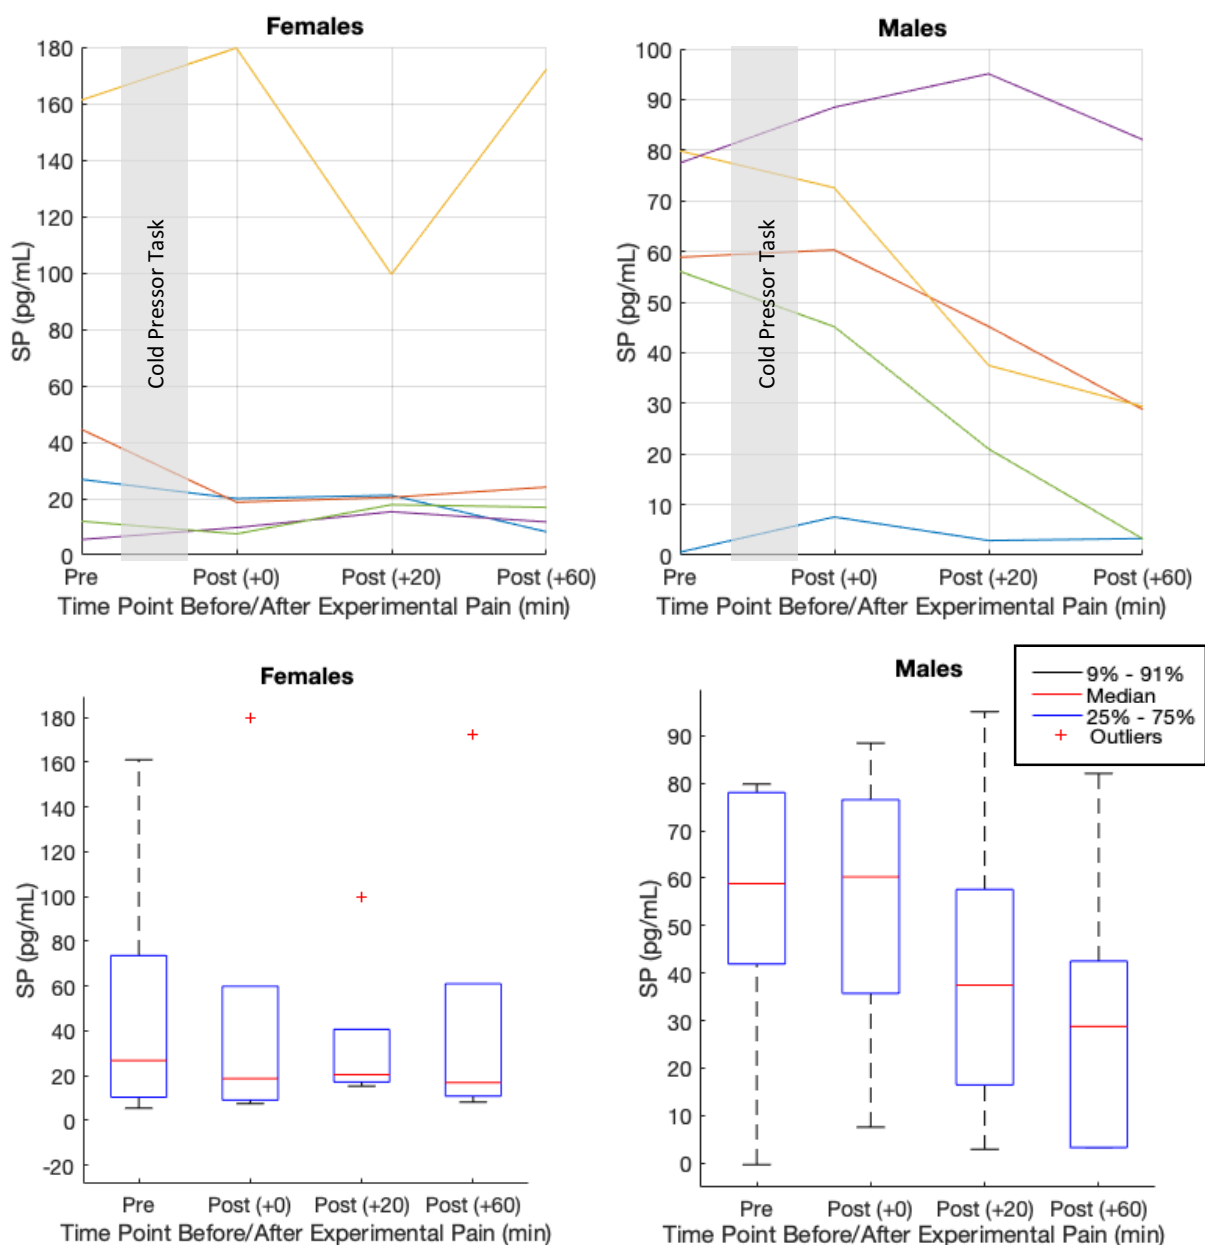 Females
180
160
140
120
100
80
60
40
20
0
SP (pg/mL)
Cold Pressor Task
Pre Post (+0) Post (+20) Post (+60)
Time Point Before/After Experimental Pain (min)
Males
100
90
80
70
60
50
40
30
20
10
0
SP (pg/mL)
Cold Pressor Task
Pre Post (+0) Post (+20) Post (+60)
Time Point Before/After Experimental Pain (min)
Females
180
160
140
120
100
80
60
40
20
0
-20
SP (pg/mL)
Pre Post (+0) Post (+20) Post (+60)
Time Point Before/After Experimental Pain (min)
Males
90
80
70
60
50
40
30
20
10
0
SP (pg/mL)
Pre Post (+0) Post (+20) Post (+60)
Time Point Before/After Experimental Pain (min)
9% - 91%
Median
25% - 75%
Outliers